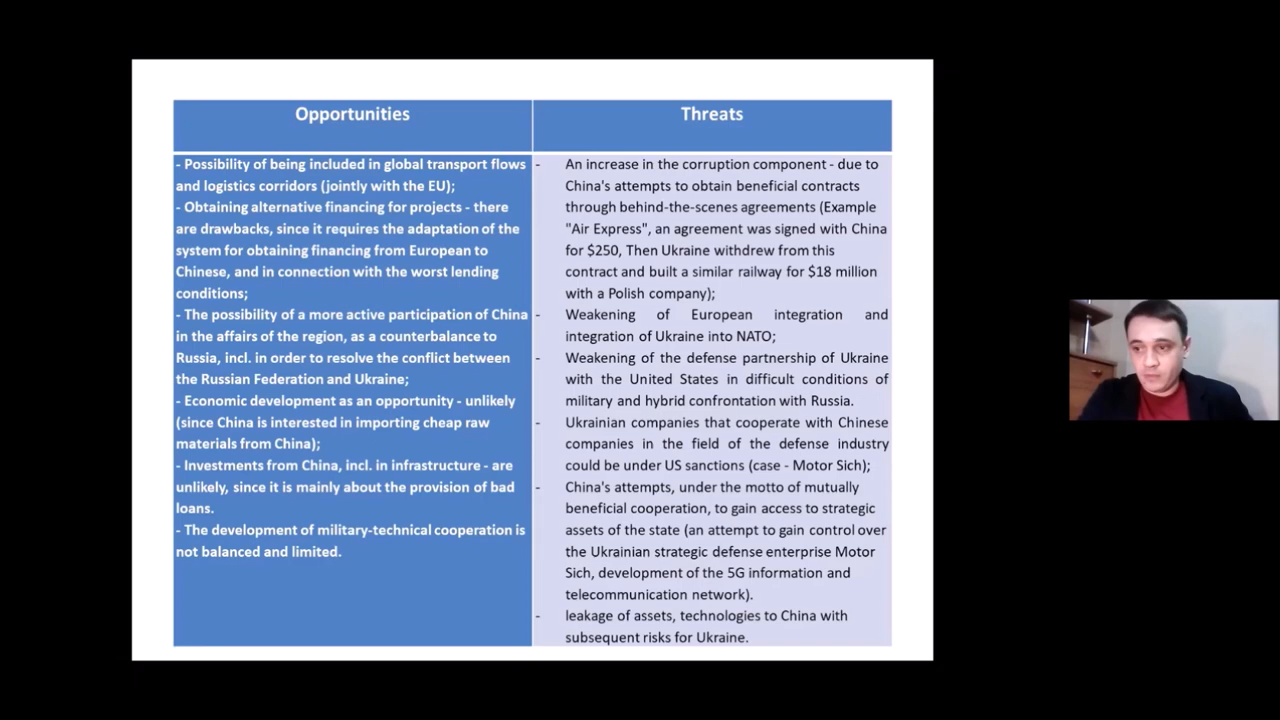 Opportunities
Threats
- Possibility of being included in global transport flows
and logistics corridors (jointly with the EU);
- Obtaining alternative financing for projects - there
are drawbacks, since it requires the adaptation of the
system for obtaining financing from European to
Chinese, and in connection with the worst lending
conditions;
- The possibility of a more active participation of China
in the affairs of the region, as a counterbalance to
Russia, incl. in order to resolve the conflict between
the Russian Federation and Ukraine;
- Economic development as an opportunity - unlikely
(since China is interested in importing cheap raw
materials from China);
- Investments from China, incl. in infrastructure - are
unlikely, since it is mainly about the provision of bad
loans.
- The development of military-technical cooperation is
not balanced and limited.
- An increase in the corruption component - due to
China's attempts to obtain beneficial contracts
through behind-the-scenes agreements (Example
"Air Express", an agreement was signed with China
for $250, Then Ukraine withdrew from this
contract and built a similar railway for $18 million
with a Polish company);
- Weakening of European integration and
integration of Ukraine into NATO;
- Weakening of the defense partnership of Ukraine
with the United States in difficult conditions of
military and hybrid confrontation with Russia.
- Ukrainian companies that cooperate with Chinese
companies in the field of the defense industry
could be under US sanctions (case - Motor Sich);
- China's attempts, under the motto of mutually
beneficial cooperation, to gain access to strategic
assets of the state (an attempt to gain control over
the Ukrainian strategic defense enterprise Motor
Sich, development of the 5G information and
telecommunication network).
- leakage of assets, technologies to China with
subsequent risks for Ukraine.